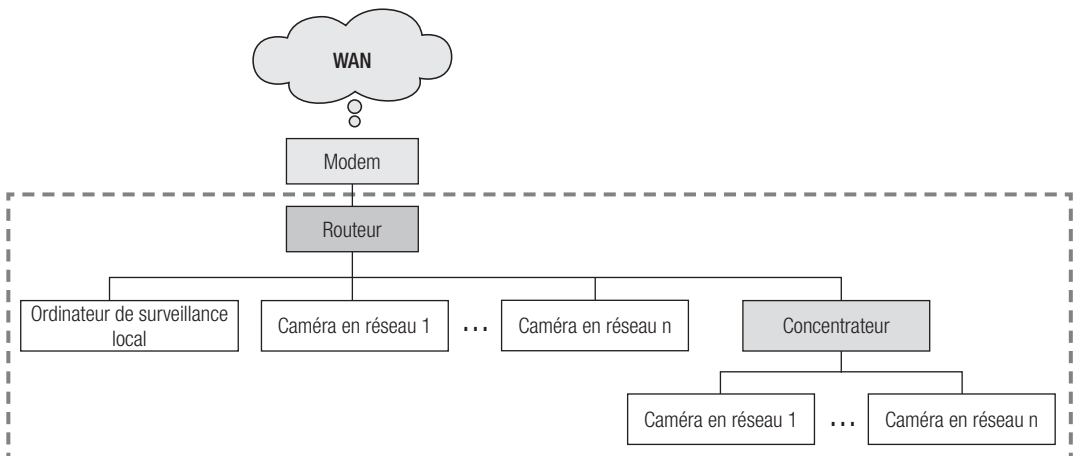 WAN
Modem
Routeur
Ordinateur de surveillance
local
Caméra en réseau 1
...
Caméra en réseau n
Concentrateur
Caméra en réseau 1
...
Caméra en réseau n